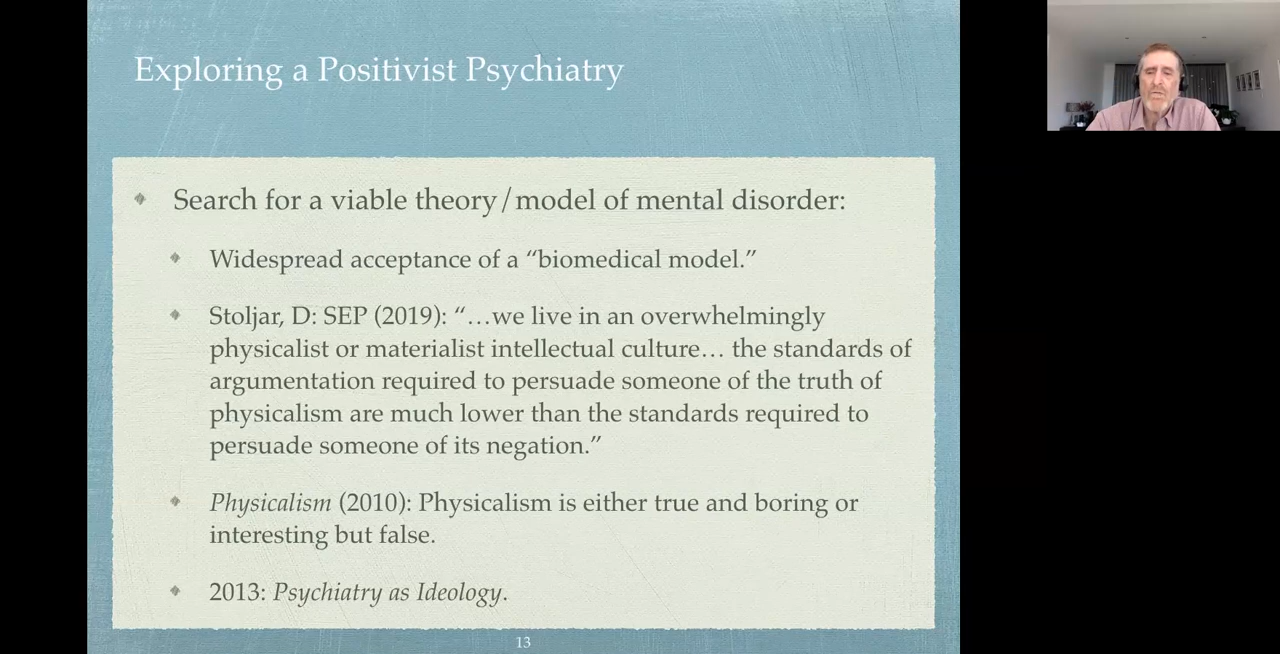 Exploring a Positivist Psychiatry
Search for a viable theory/model of mental disorder:
Widespread acceptance of a “biomedical model.”
Stoljar, D: SEP (2019): “…we live in an overwhelmingly
physicalist or materialist intellectual culture… the standards of
argumentation required to persuade someone of the truth of
physicalism are much lower than the standards required to
persuade someone of its negation.”
Physicalism (2010): Physicalism is either true and boring or
interesting but false.
2013: Psychiatry as Ideology.
13